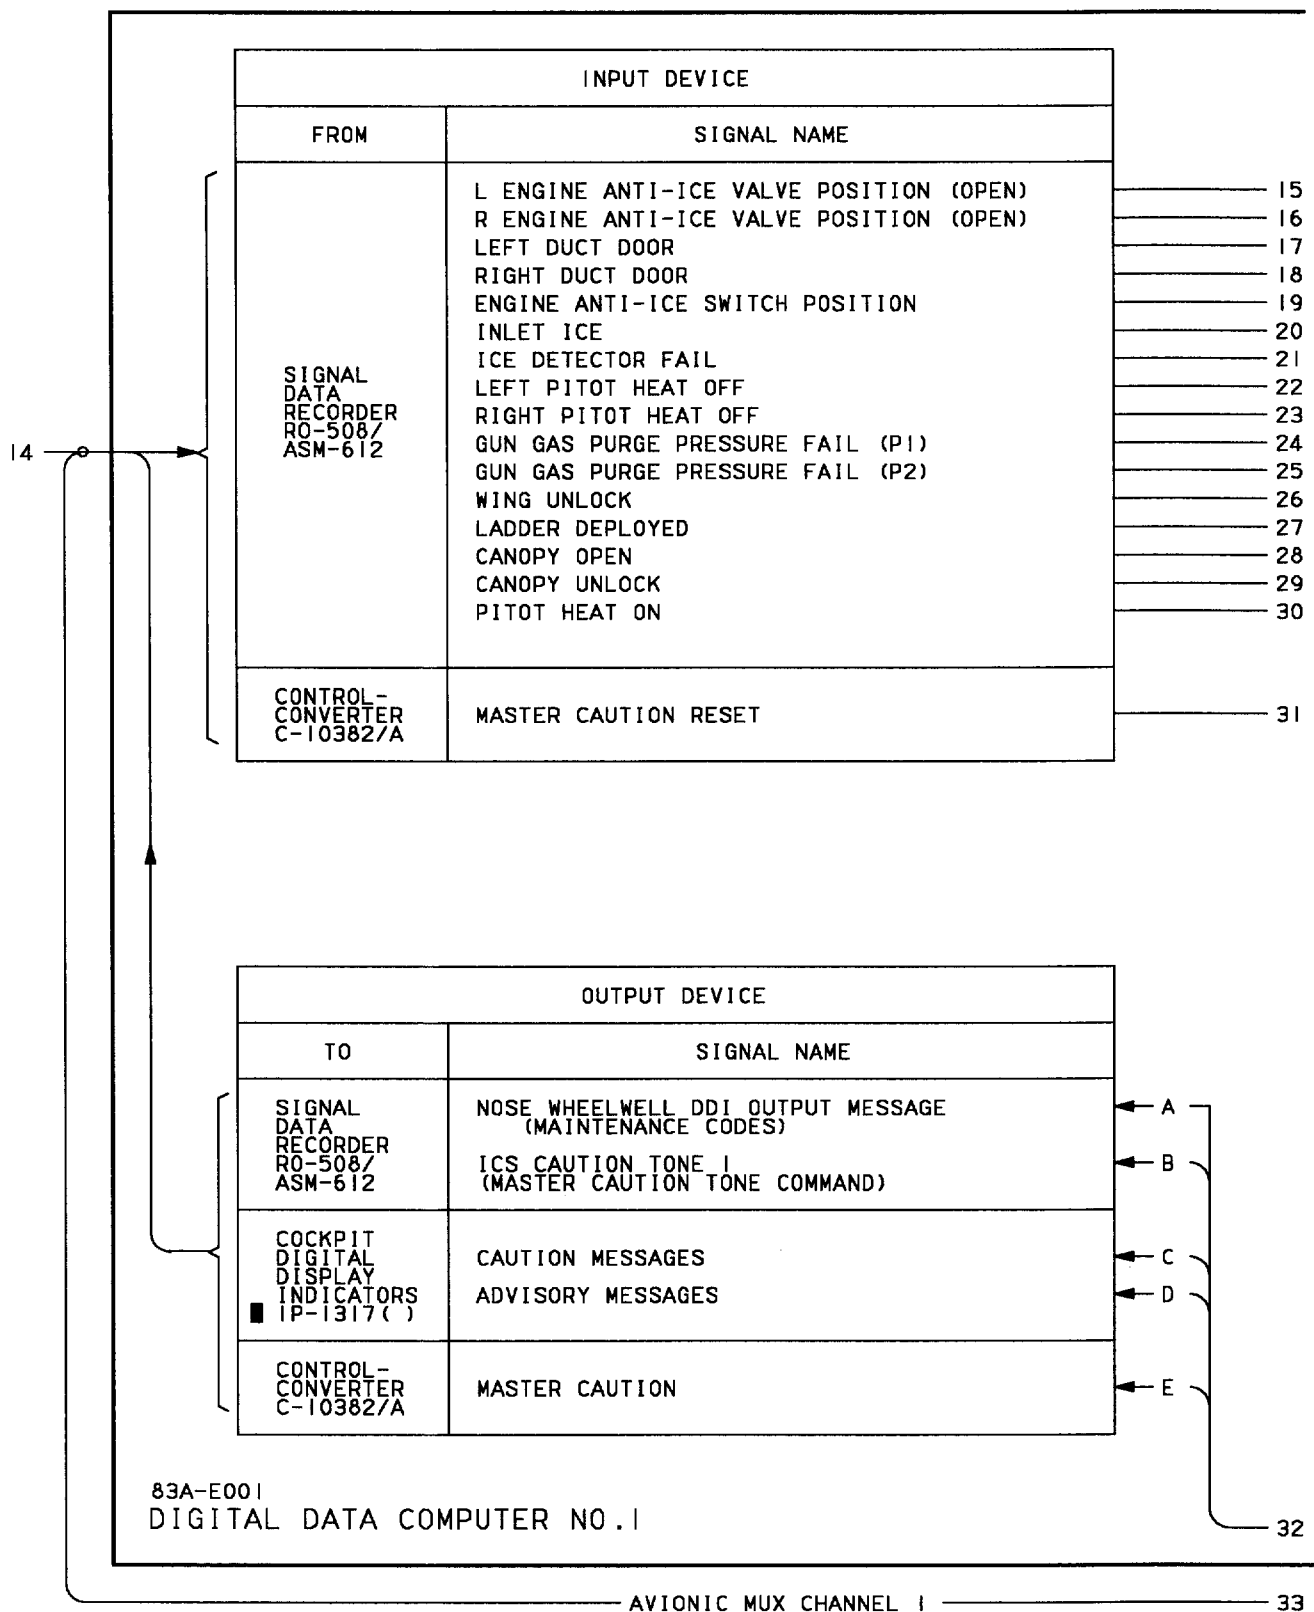 INPUT DEVICE
FROM
SIGNAL NAME
SIGNAL
DATA
RECORDER
RO-508/
ASM-612
L ENGINE ANTI-ICE VALVE POSITION (OPEN)
15
R ENGINE ANTI-ICE VALVE POSITION (OPEN)
16
LEFT DUCT DOOR
17
RIGHT DUCT DOOR
18
ENGINE ANTI-ICE SWITCH POSITION
19
INLET ICE
20
ICE DETECTOR FAIL
21
LEFT PITOT HEAT OFF
22
RIGHT PITOT HEAT OFF
23
GUN GAS PURGE PRESSURE FAIL (P1)
24
GUN GAS PURGE PRESSURE FAIL (P2)
25
WING UNLOCK
26
LADDER DEPLOYED
27
CANOPY OPEN
28
CANOPY UNLOCK
29
PITOT HEAT ON
30
14
CONTROL-
CONVERTER
C-10382/A
MASTER CAUTION RESET
31
OUTPUT DEVICE
TO
SIGNAL NAME
SIGNAL
DATA
RECORDER
RO-508/
ASM-612
NOSE WHEELWELL DDI OUTPUT MESSAGE
(MAINTENANCE CODES)
A
ICS CAUTION TONE 1
(MASTER CAUTION TONE COMMAND)
B
COCKPIT
DIGITAL
DISPLAY
INDICATORS
IP-1317( )
CAUTION MESSAGES
C
ADVISORY MESSAGES
D
CONTROL-
CONVERTER
C-10382/A
MASTER CAUTION
E
83A-E001
DIGITAL DATA COMPUTER NO.1
32
AVIONIC MUX CHANNEL 1
33